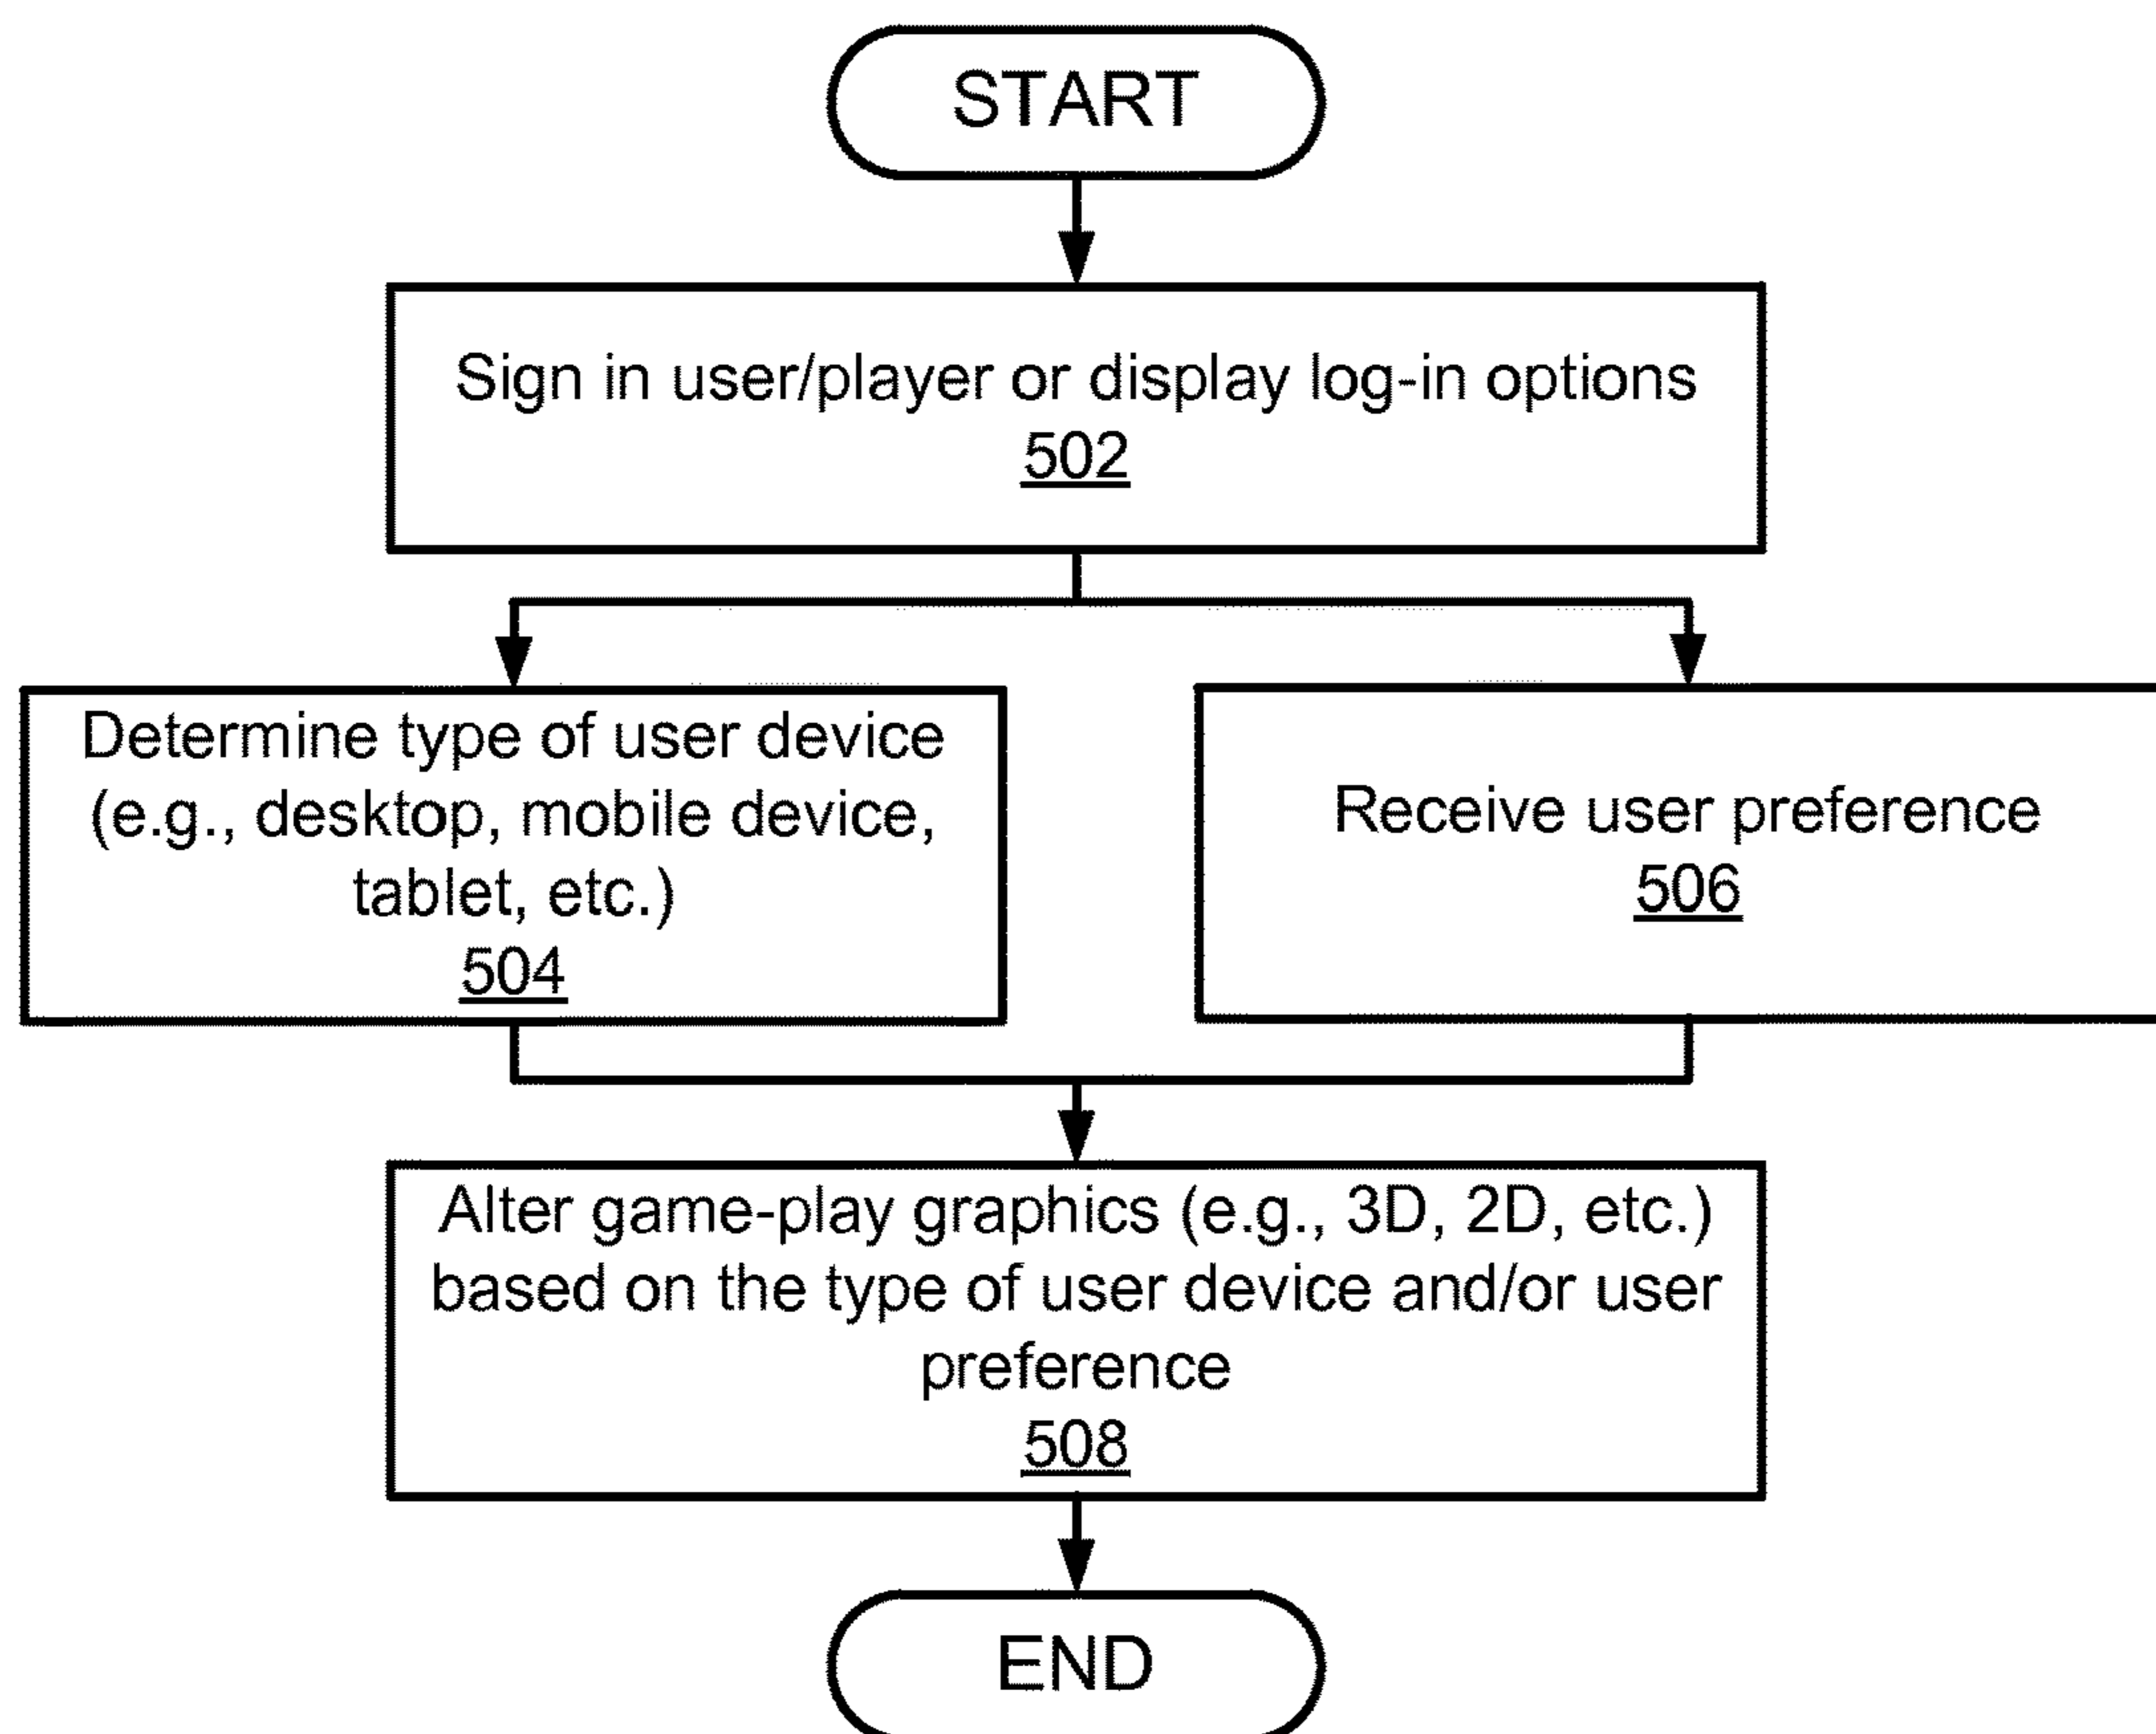 START
Sign in user/player or display log-in options
502
Determine type of user device
(e.g., desktop, mobile device,
tablet, etc.)
504
Receive user preference
506
Alter game-play graphics (e.g., 3D, 2D, etc.)
based on the type of user device and/or user
preference
508
END